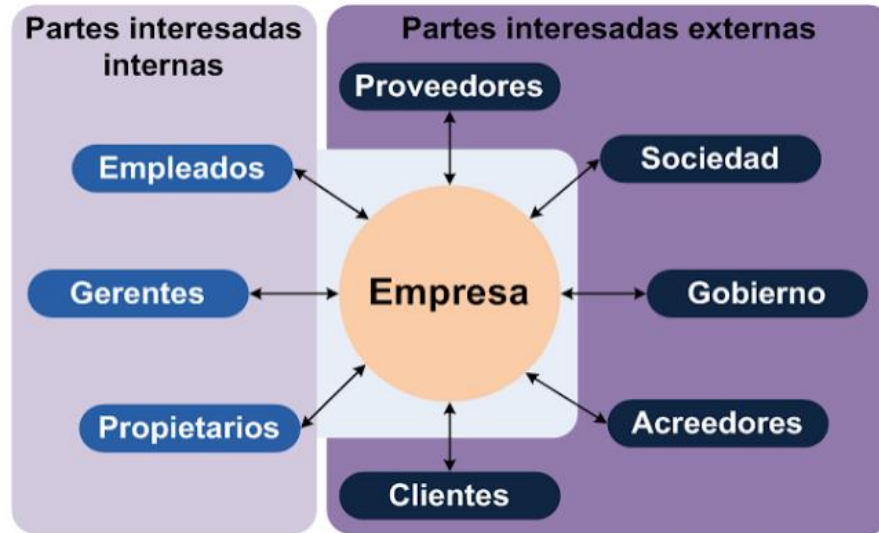 Partes interesadas
internas
Partes interesadas externas
Proveedores
Empleados
Sociedad
Gerentes
Empresa
Gobierno
Propietarios
Acreedores
Clientes